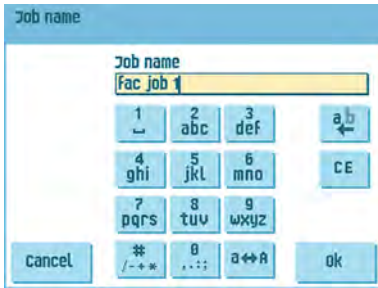 Job name
Job name
Fac job 1
1 2 3
␣ abc def
ab
4 5 6
ghi jkl mno
CE
7 8 9
pqrs tuv wxyz
Cancel
# 0
/-+* .,:; a↔A
Ok